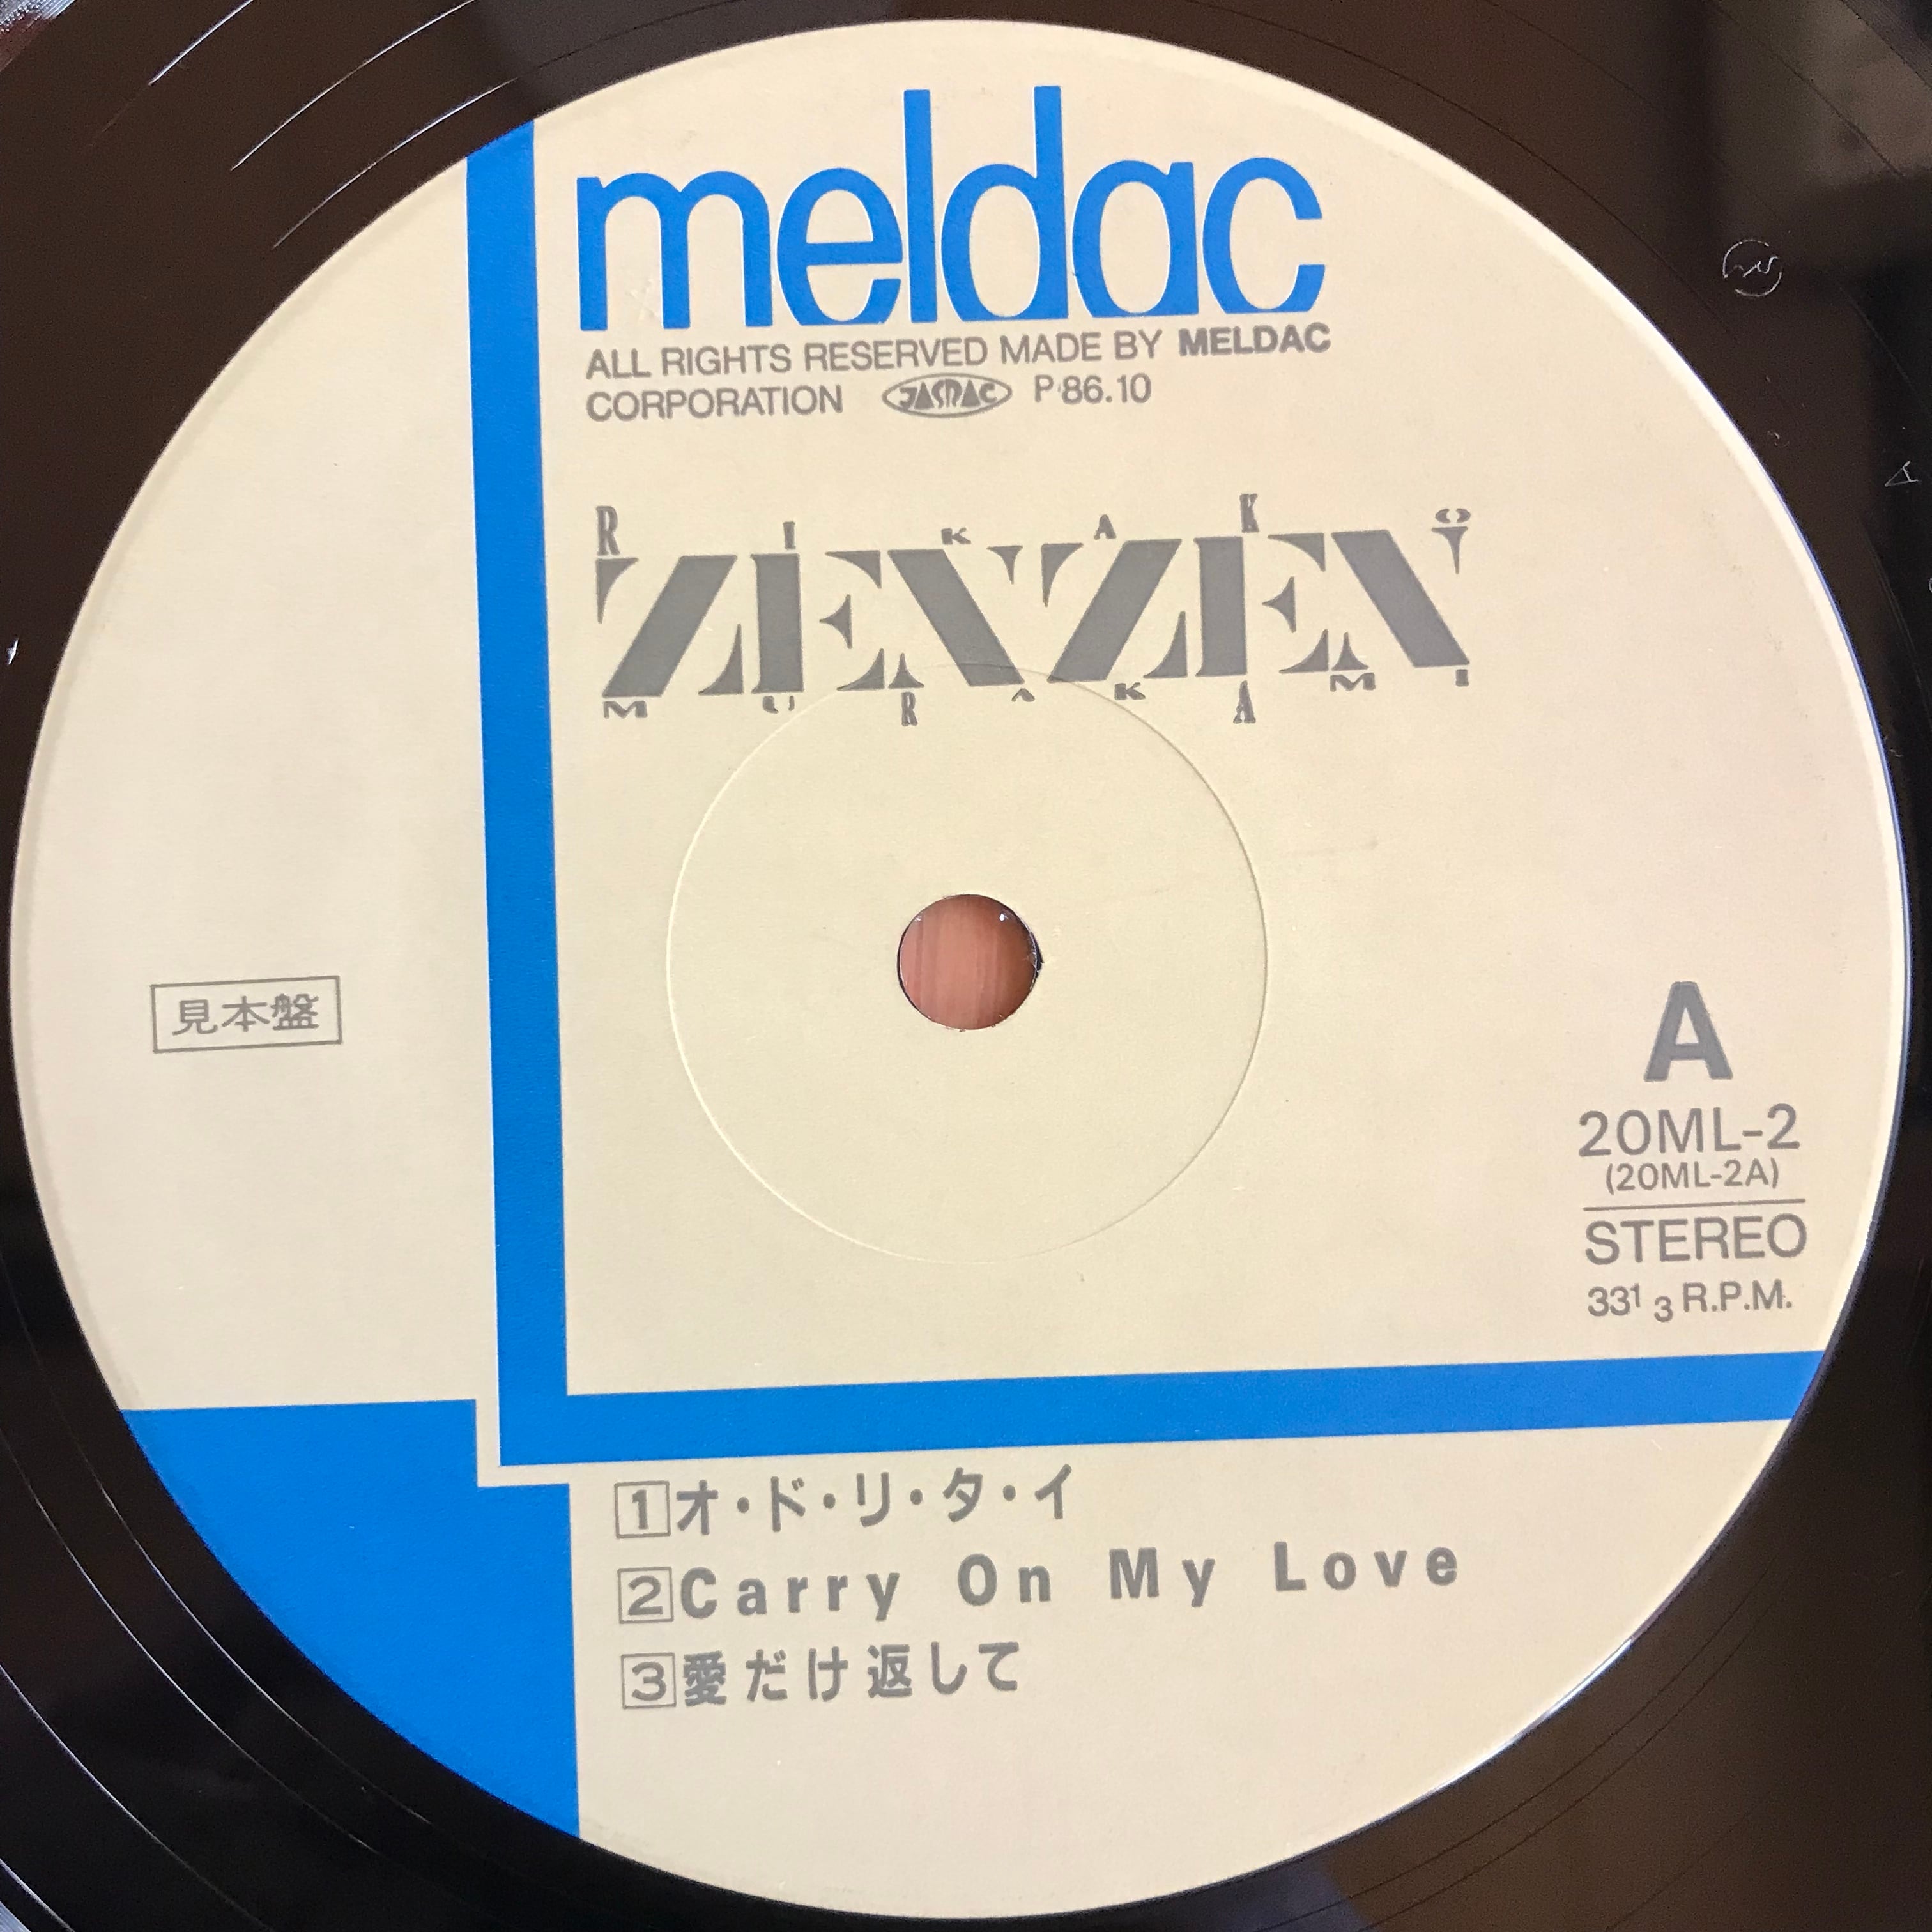 meldac
ALL RIGHTS RESERVED MADE BY MELDAC
CORPORATION JASRAC P'86.10
RIKAKO
ZENZEN
MURAKAMI
見本盤
A
20ML-2
(20ML-2A)
STEREO
33 1 3 R.P.M.
1 オ・ド・リ・タ・イ
2 Carry On My Love
3 愛だけ返して